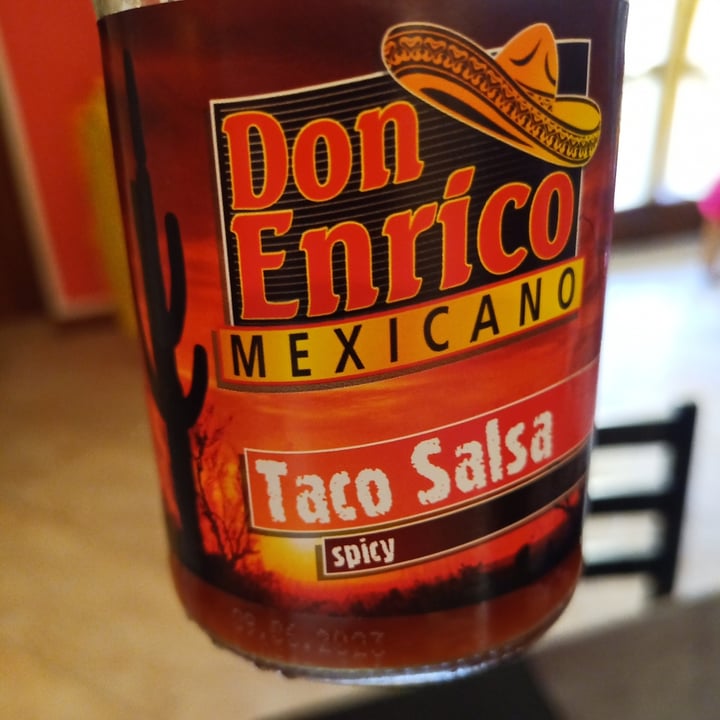 Don
Enrico
MEXICANO
Taco Salsa
spicy